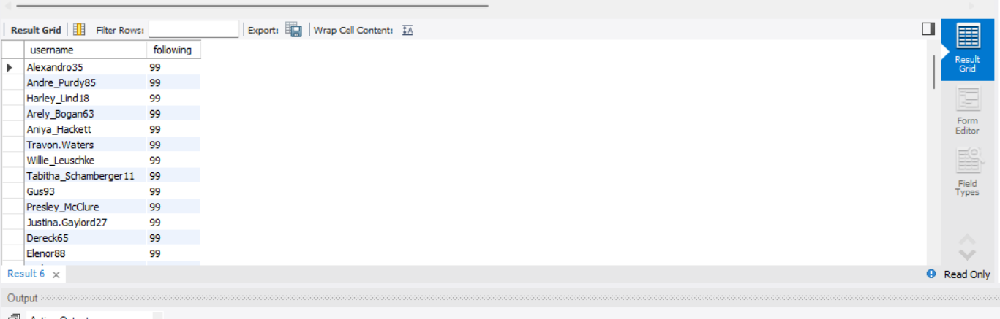 Result Grid Filter Rows: Export: Wrap Cell Content:
username following
Alexandro35 99
Andre_Purdy85 99
Harley_Lind18 99
Arely_Bogan63 99
Aniya_Hackett 99
Travon.Waters 99
Willie_Leuschke 99
Tabitha_Schamberger11 99
Gus93 99
Presley_McClure 99
Justina.Gaylord27 99
Dereck65 99
Elenor88 99
Result
Grid
Form
Editor
Field
Types
Result 6
Read Only
Output